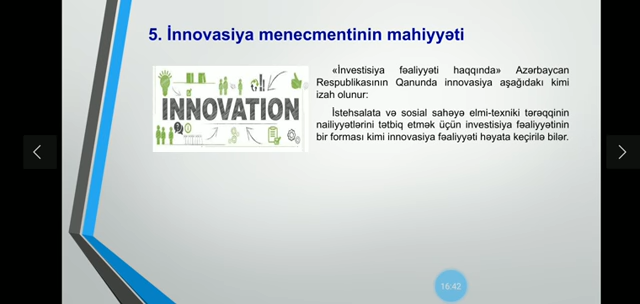 5. İnnovasiya menecmentinin mahiyyəti
INNOVATION
«İnvestisiya fəaliyyəti haqqında» Azərbaycan
Respublikasının Qanunda innovasiya aşağıdakı kimi
izah olunur:
İstehsalata və sosial sahəyə elmi-texniki tərəqqinin
nailiyyətlərini tətbiq etmək üçün investisiya fəaliyyətinin
bir forması kimi innovasiya fəaliyyəti həyata keçirilə bilər.
16:42